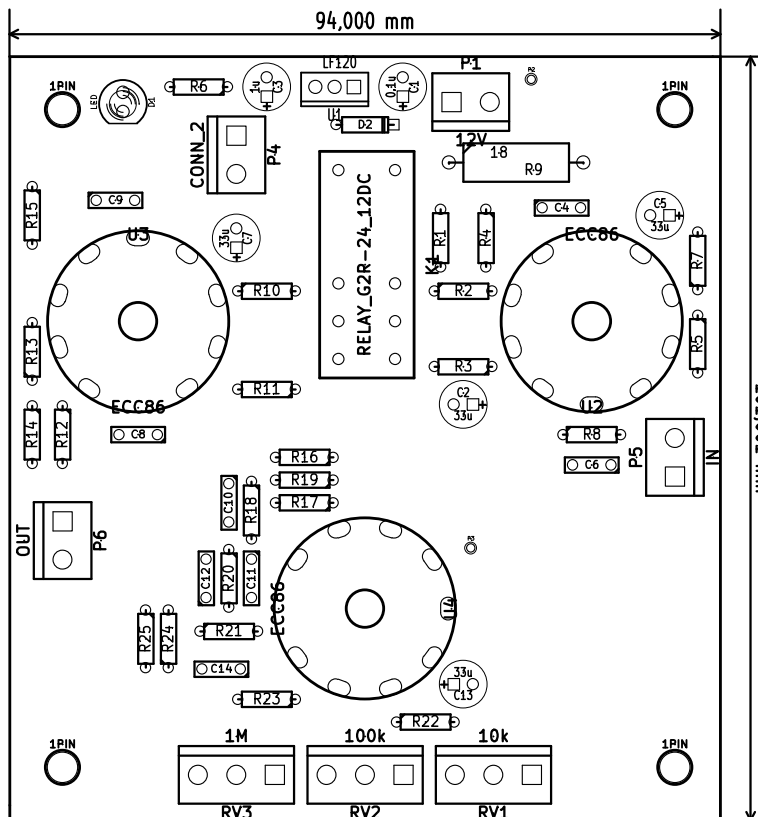 94,000 mm
LF120
P1
P2
1PIN
LED
D1
R6
1u
C3
0.1u
C1
1PIN
U1
D2
CONN_2
P4
12V
18
R9
RELAY_G2R-24_12DC
K1
R15
C9
C4
C5
33u
U3
33u
C7
R1
R4
ECC86
R7
R10
R2
R13
R5
R3
R11
C2
33u
ECC86
U2
R14
R12
C8
R8
P5
IN
R16
C6
R19
C10
R18
R17
OUT
P6
C12
R20
C11
ECC86
U4
R25
R24
R21
C14
33u
C13
R23
R22
1PIN
1M
100k
10k
1PIN
RV3
RV2
RV1